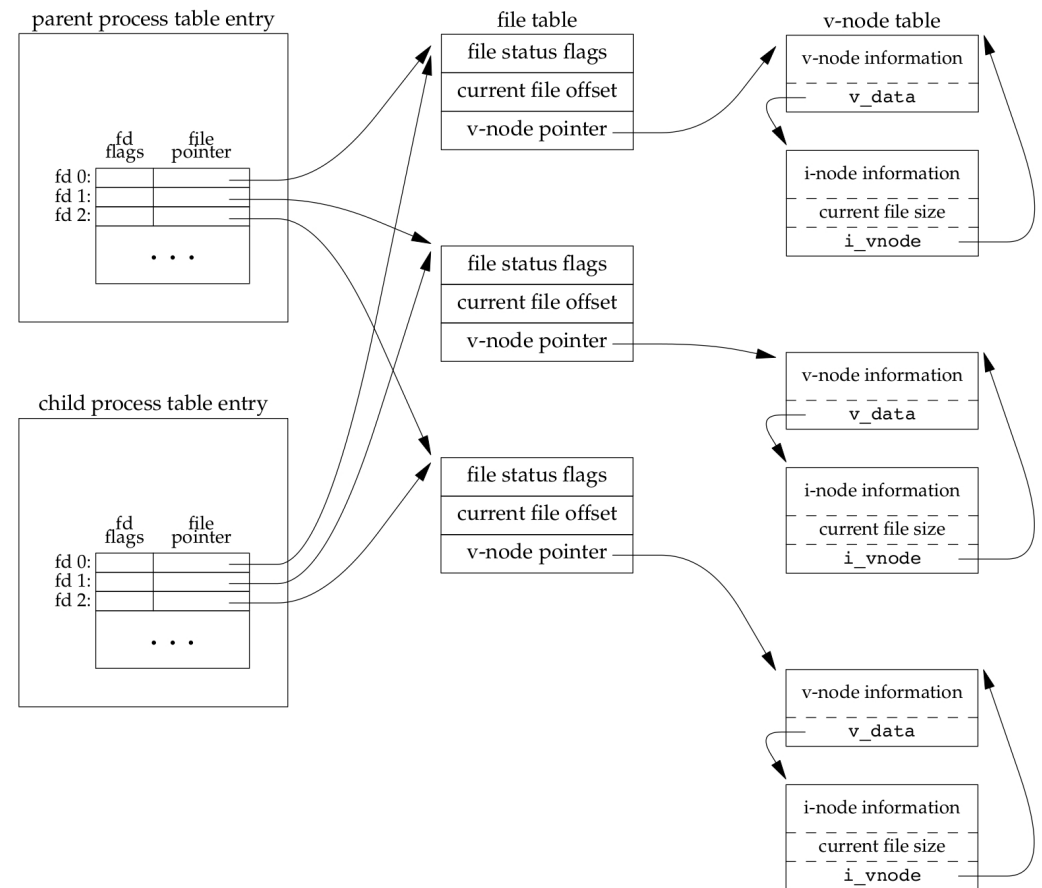 parent process table entry
fd
flags
file
pointer
fd 0:
fd 1:
fd 2:
. . .
child process table entry
fd
flags
file
pointer
fd 0:
fd 1:
fd 2:
. . .
file table
file status flags
current file offset
v-node pointer
file status flags
current file offset
v-node pointer
file status flags
current file offset
v-node pointer
v-node table
v-node information
v_data
i-node information
current file size
i_vnode
v-node information
v_data
i-node information
current file size
i_vnode
v-node information
v_data
i-node information
current file size
i_vnode